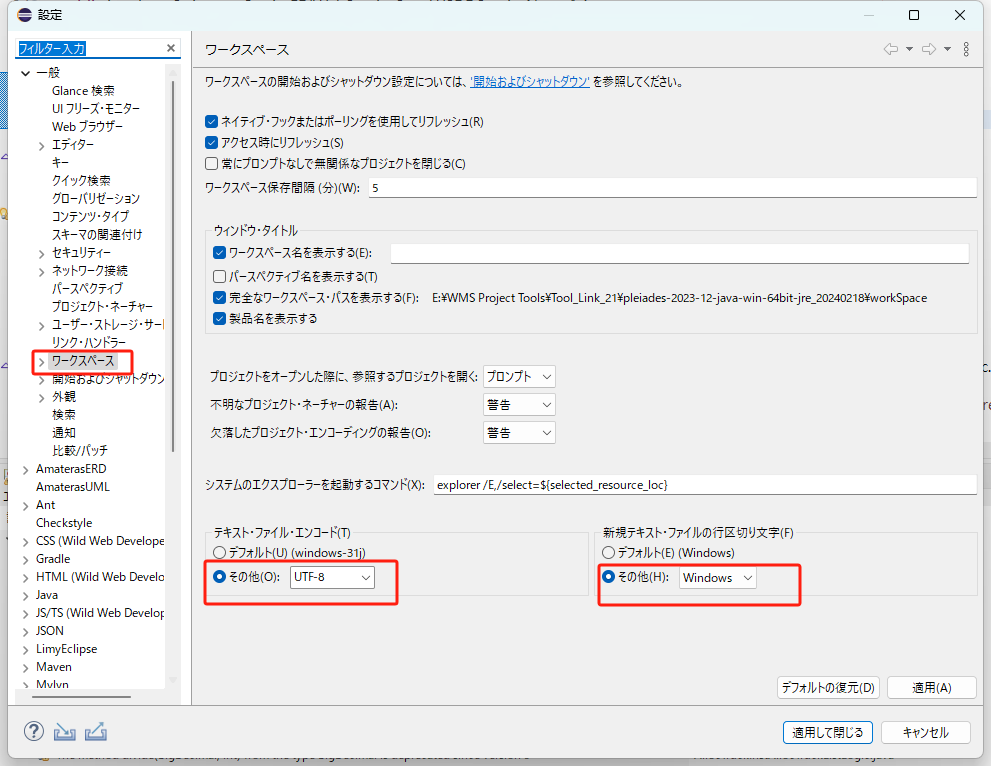 設定
フィルター入力
一般
Glance 検索
UI フリーズ・モニター
Web ブラウザー
エディター
キー
クイック検索
グローバリゼーション
コンテンツ・タイプ
スキーマの関連付け
セキュリティー
ネットワーク接続
パースペクティブ
プロジェクト・ネーチャー
ユーザー・ストレージ・サー
リンク・ハンドラー
ワークスペース
開始およびシャットダウン
外観
検索
通知
比較/パッチ
AmaterasERD
AmaterasUML
Ant
Checkstyle
CSS (Wild Web Develope
Gradle
HTML (Wild Web Develo
Java
JS/TS (Wild Web Develop
JSON
LimyEclipse
Maven
Mylyn
ワークスペース
ワークスペースの開始およびシャットダウン設定については、'開始およびシャットダウン' を参照してください。
ネイティブ・フックまたはポーリングを使用してリフレッシュ(R)
アクセス時にリフレッシュ(S)
常にプロンプトなしで無関係なプロジェクトを閉じる(C)
ワークスペース保存間隔 (分)(W): 5
ウィンドウ・タイトル
ワークスペース名を表示する(E):
パースペクティブ名を表示する(T)
完全なワークスペース・パスを表示する(F): E:¥WMS Project Tools¥Tool_Link_21¥pleiades-2023-12-java-win-64bit-jre_20240218¥workSpace
製品名を表示する
プロジェクトをオープンした際に、参照するプロジェクトを開く: プロンプト
不明なプロジェクト・ネーチャーの報告(A): 警告
欠落したプロジェクト・エンコーディングの報告(O): 警告
システムのエクスプローラーを起動するコマンド(X): explorer /E,/select=${selected_resource_loc}
テキスト・ファイル・エンコード(T)
デフォルト(U) (windows-31j)
その他(O): UTF-8
新規テキスト・ファイルの行区切り文字(F)
デフォルト(E) (Windows)
その他(H): Windows
デフォルトの復元(D) 適用(A)
適用して閉じる キャンセル